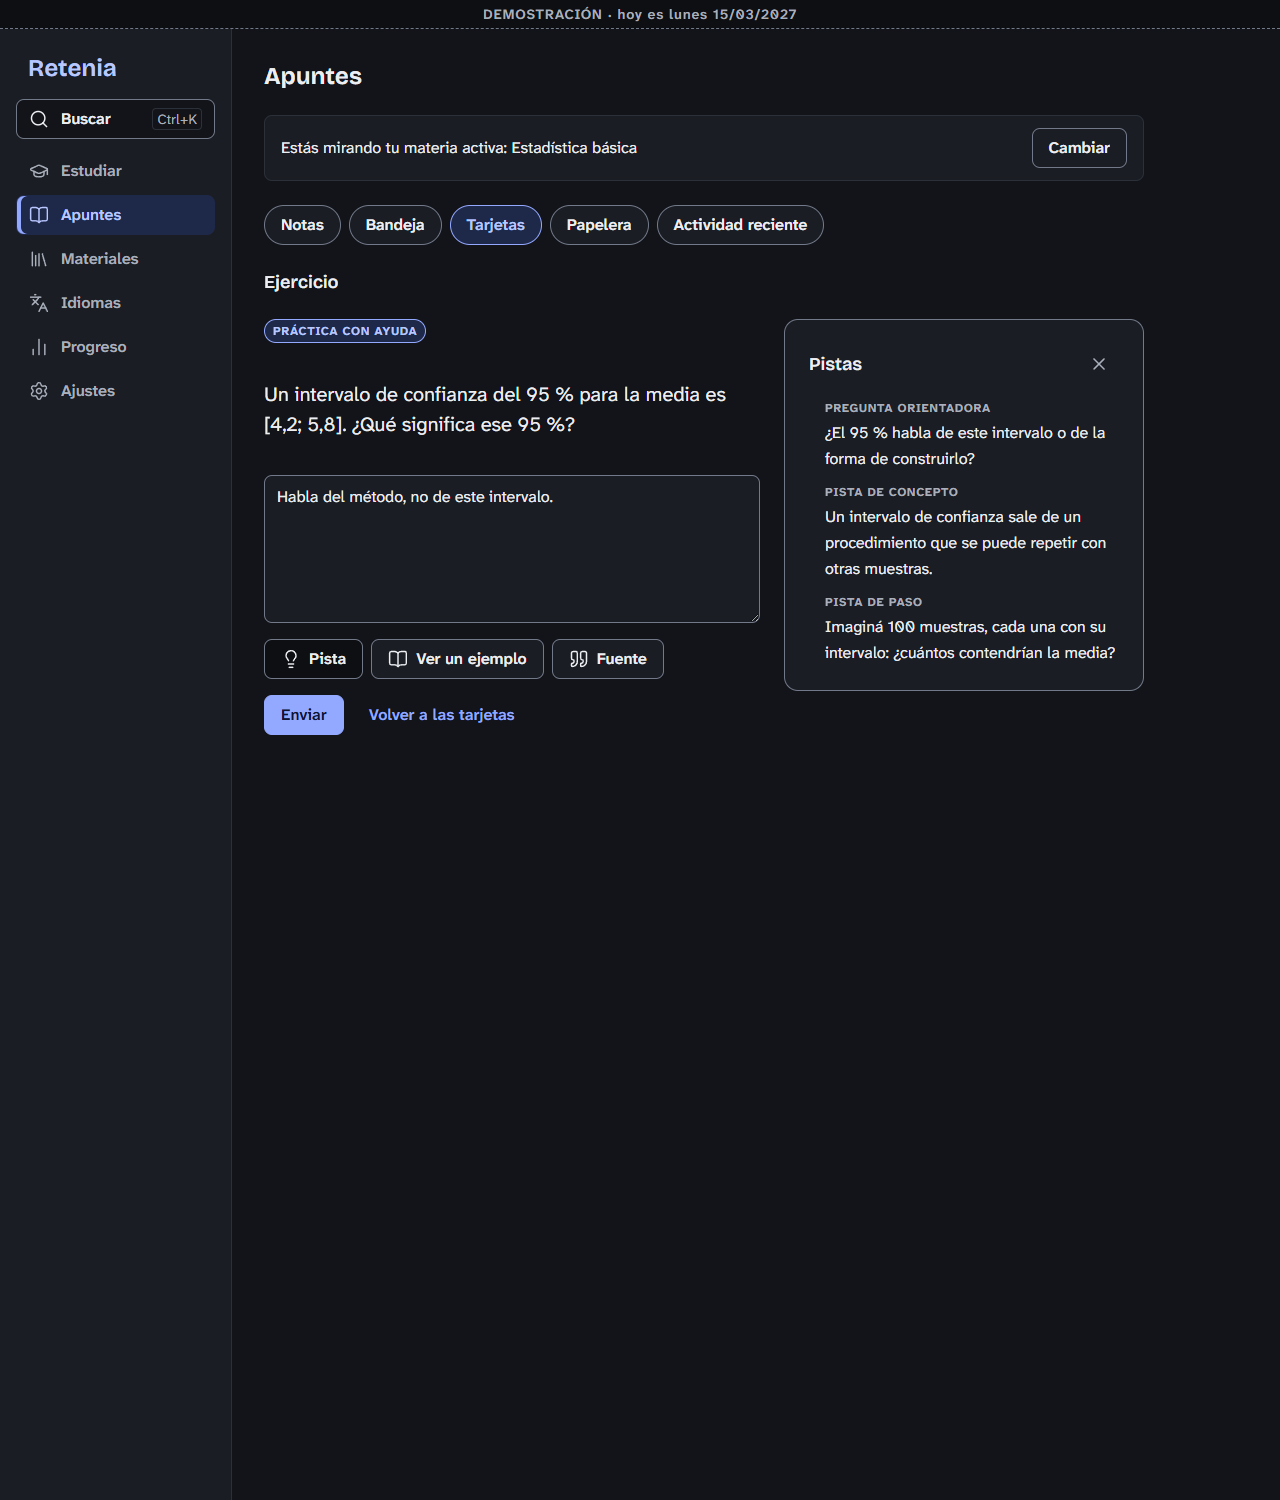 DEMOSTRACIÓN · hoy es lunes 15/03/2027
Retenia
Buscar Ctrl+K
Estudiar
Apuntes
Materiales
Idiomas
Progreso
Ajustes
Apuntes
Estás mirando tu materia activa: Estadística básica
Cambiar
Notas Bandeja Tarjetas Papelera Actividad reciente
Ejercicio
PRÁCTICA CON AYUDA
Un intervalo de confianza del 95 % para la media es
[4,2; 5,8]. ¿Qué significa ese 95 %?
Habla del método, no de este intervalo.
Pista Ver un ejemplo Fuente
Enviar Volver a las tarjetas
Pistas
PREGUNTA ORIENTADORA
¿El 95 % habla de este intervalo o de la
forma de construirlo?
PISTA DE CONCEPTO
Un intervalo de confianza sale de un
procedimiento que se puede repetir con
otras muestras.
PISTA DE PASO
Imaginá 100 muestras, cada una con su
intervalo: ¿cuántos contendrían la media?